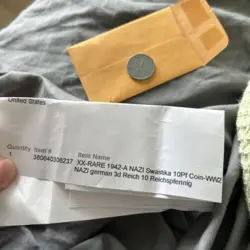 United States
Quantity Item # Item Name
1 380640336237 XX-RARE 1942-A NAZI Swastika 10Pf Coin-WW2
NAZI german 3d Reich 10 Reichspfennig